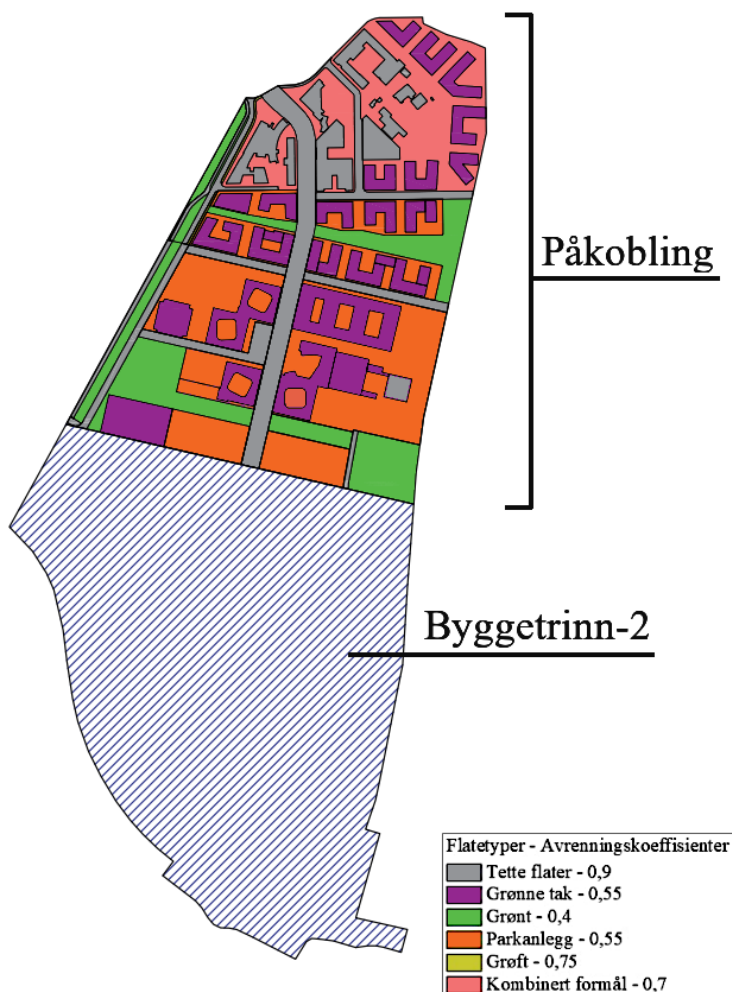 Påkobling
Byggetrinn-2
Flatetyper - Avrenningskoeffisienter
Tette flater - 0,9
Grønne tak - 0,55
Grønt - 0,4
Parkanlegg - 0,55
Grøft - 0,75
Kombinert formål - 0,7